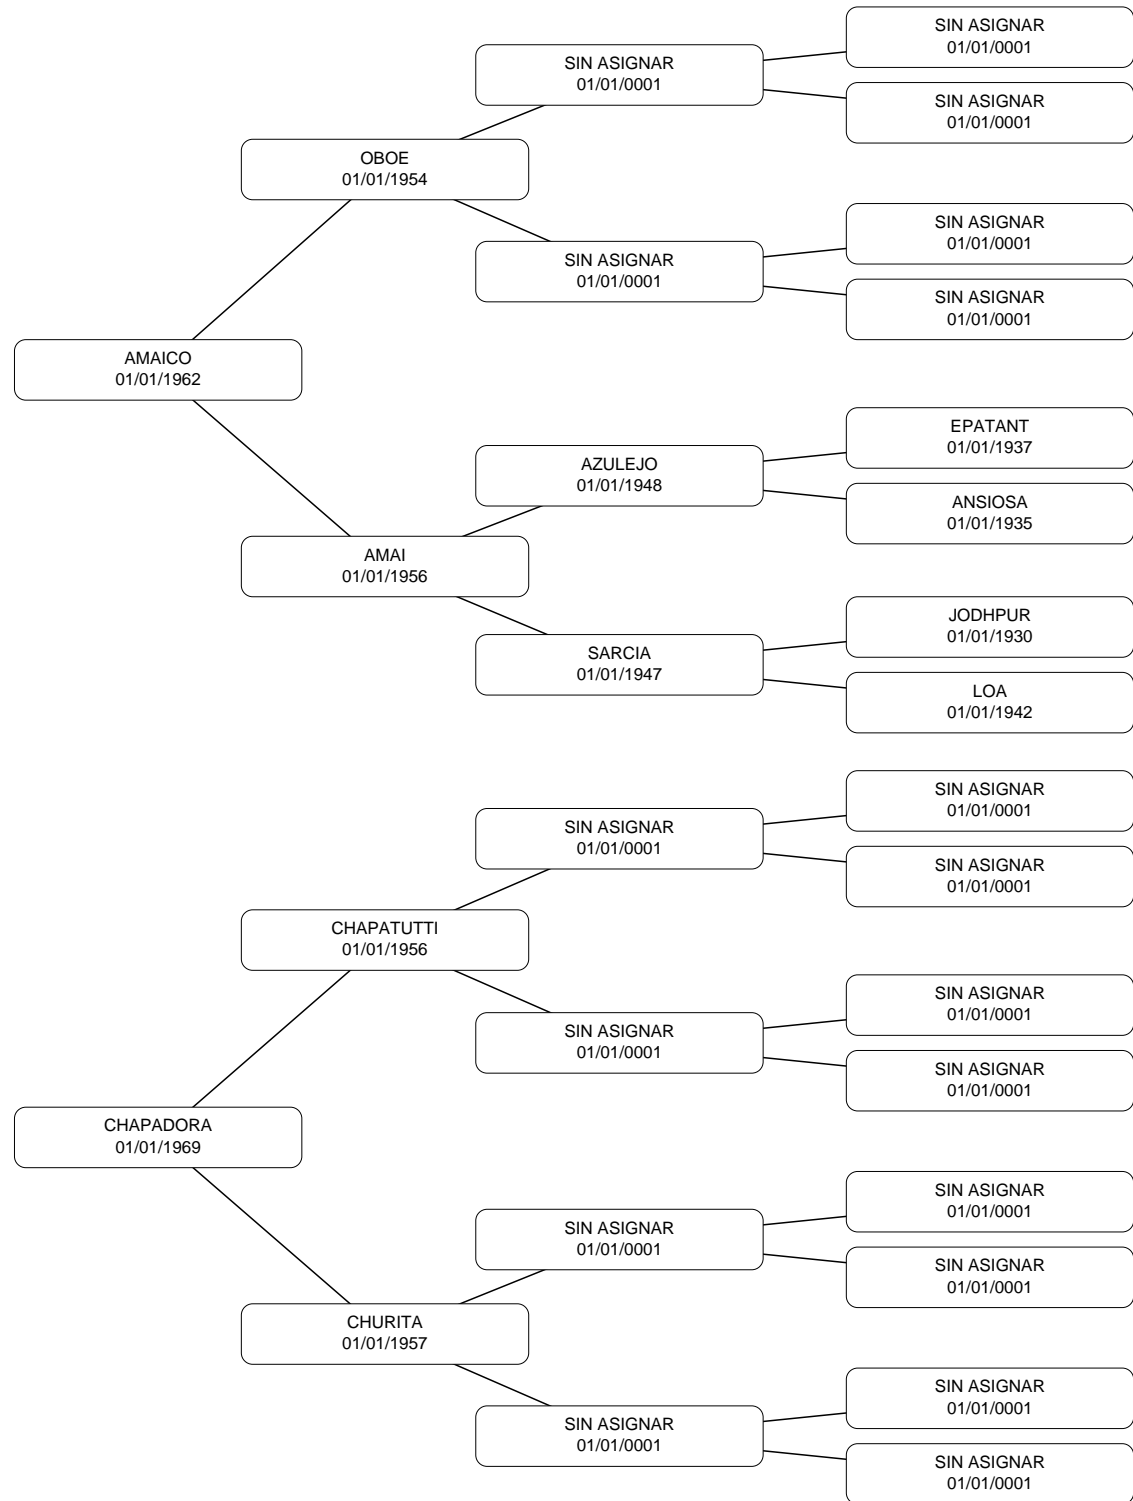 SIN ASIGNAR
01/01/0001
SIN ASIGNAR
01/01/0001
SIN ASIGNAR
01/01/0001
OBOE
01/01/1954
SIN ASIGNAR
01/01/0001
SIN ASIGNAR
01/01/0001
SIN ASIGNAR
01/01/0001
AMAICO
01/01/1962
EPATANT
01/01/1937
AZULEJO
01/01/1948
ANSIOSA
01/01/1935
AMAI
01/01/1956
JODHPUR
01/01/1930
SARCIA
01/01/1947
LOA
01/01/1942
SIN ASIGNAR
01/01/0001
SIN ASIGNAR
01/01/0001
SIN ASIGNAR
01/01/0001
CHAPATUTTI
01/01/1956
SIN ASIGNAR
01/01/0001
SIN ASIGNAR
01/01/0001
SIN ASIGNAR
01/01/0001
CHAPADORA
01/01/1969
SIN ASIGNAR
01/01/0001
SIN ASIGNAR
01/01/0001
SIN ASIGNAR
01/01/0001
CHURITA
01/01/1957
SIN ASIGNAR
01/01/0001
SIN ASIGNAR
01/01/0001
SIN ASIGNAR
01/01/0001